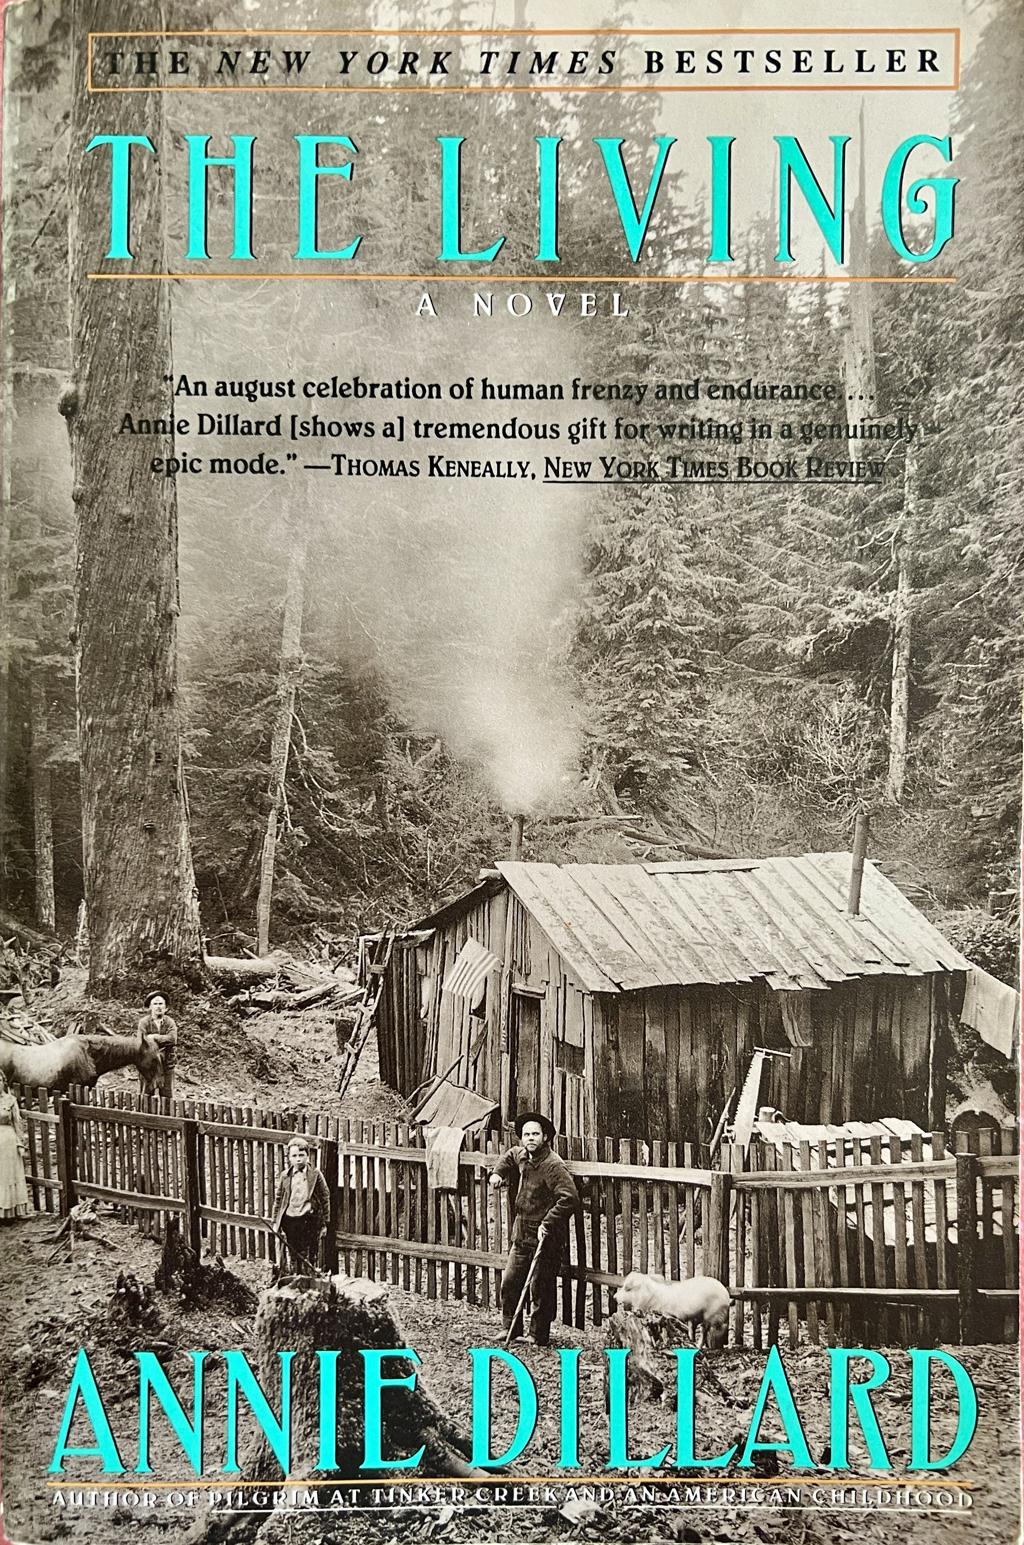 THE NEW YORK TIMES BESTSELLER
THE LIVING
A NOVEL
"An august celebration of human frenzy and endurance. . . .
Annie Dillard [shows a] tremendous gift for writing in a genuinely
epic mode." —THOMAS KENEALLY, NEW YORK TIMES BOOK REVIEW
ANNIE DILLARD
AUTHOR OF PILGRIM AT TINKER CREEK AND AN AMERICAN CHILDHOOD